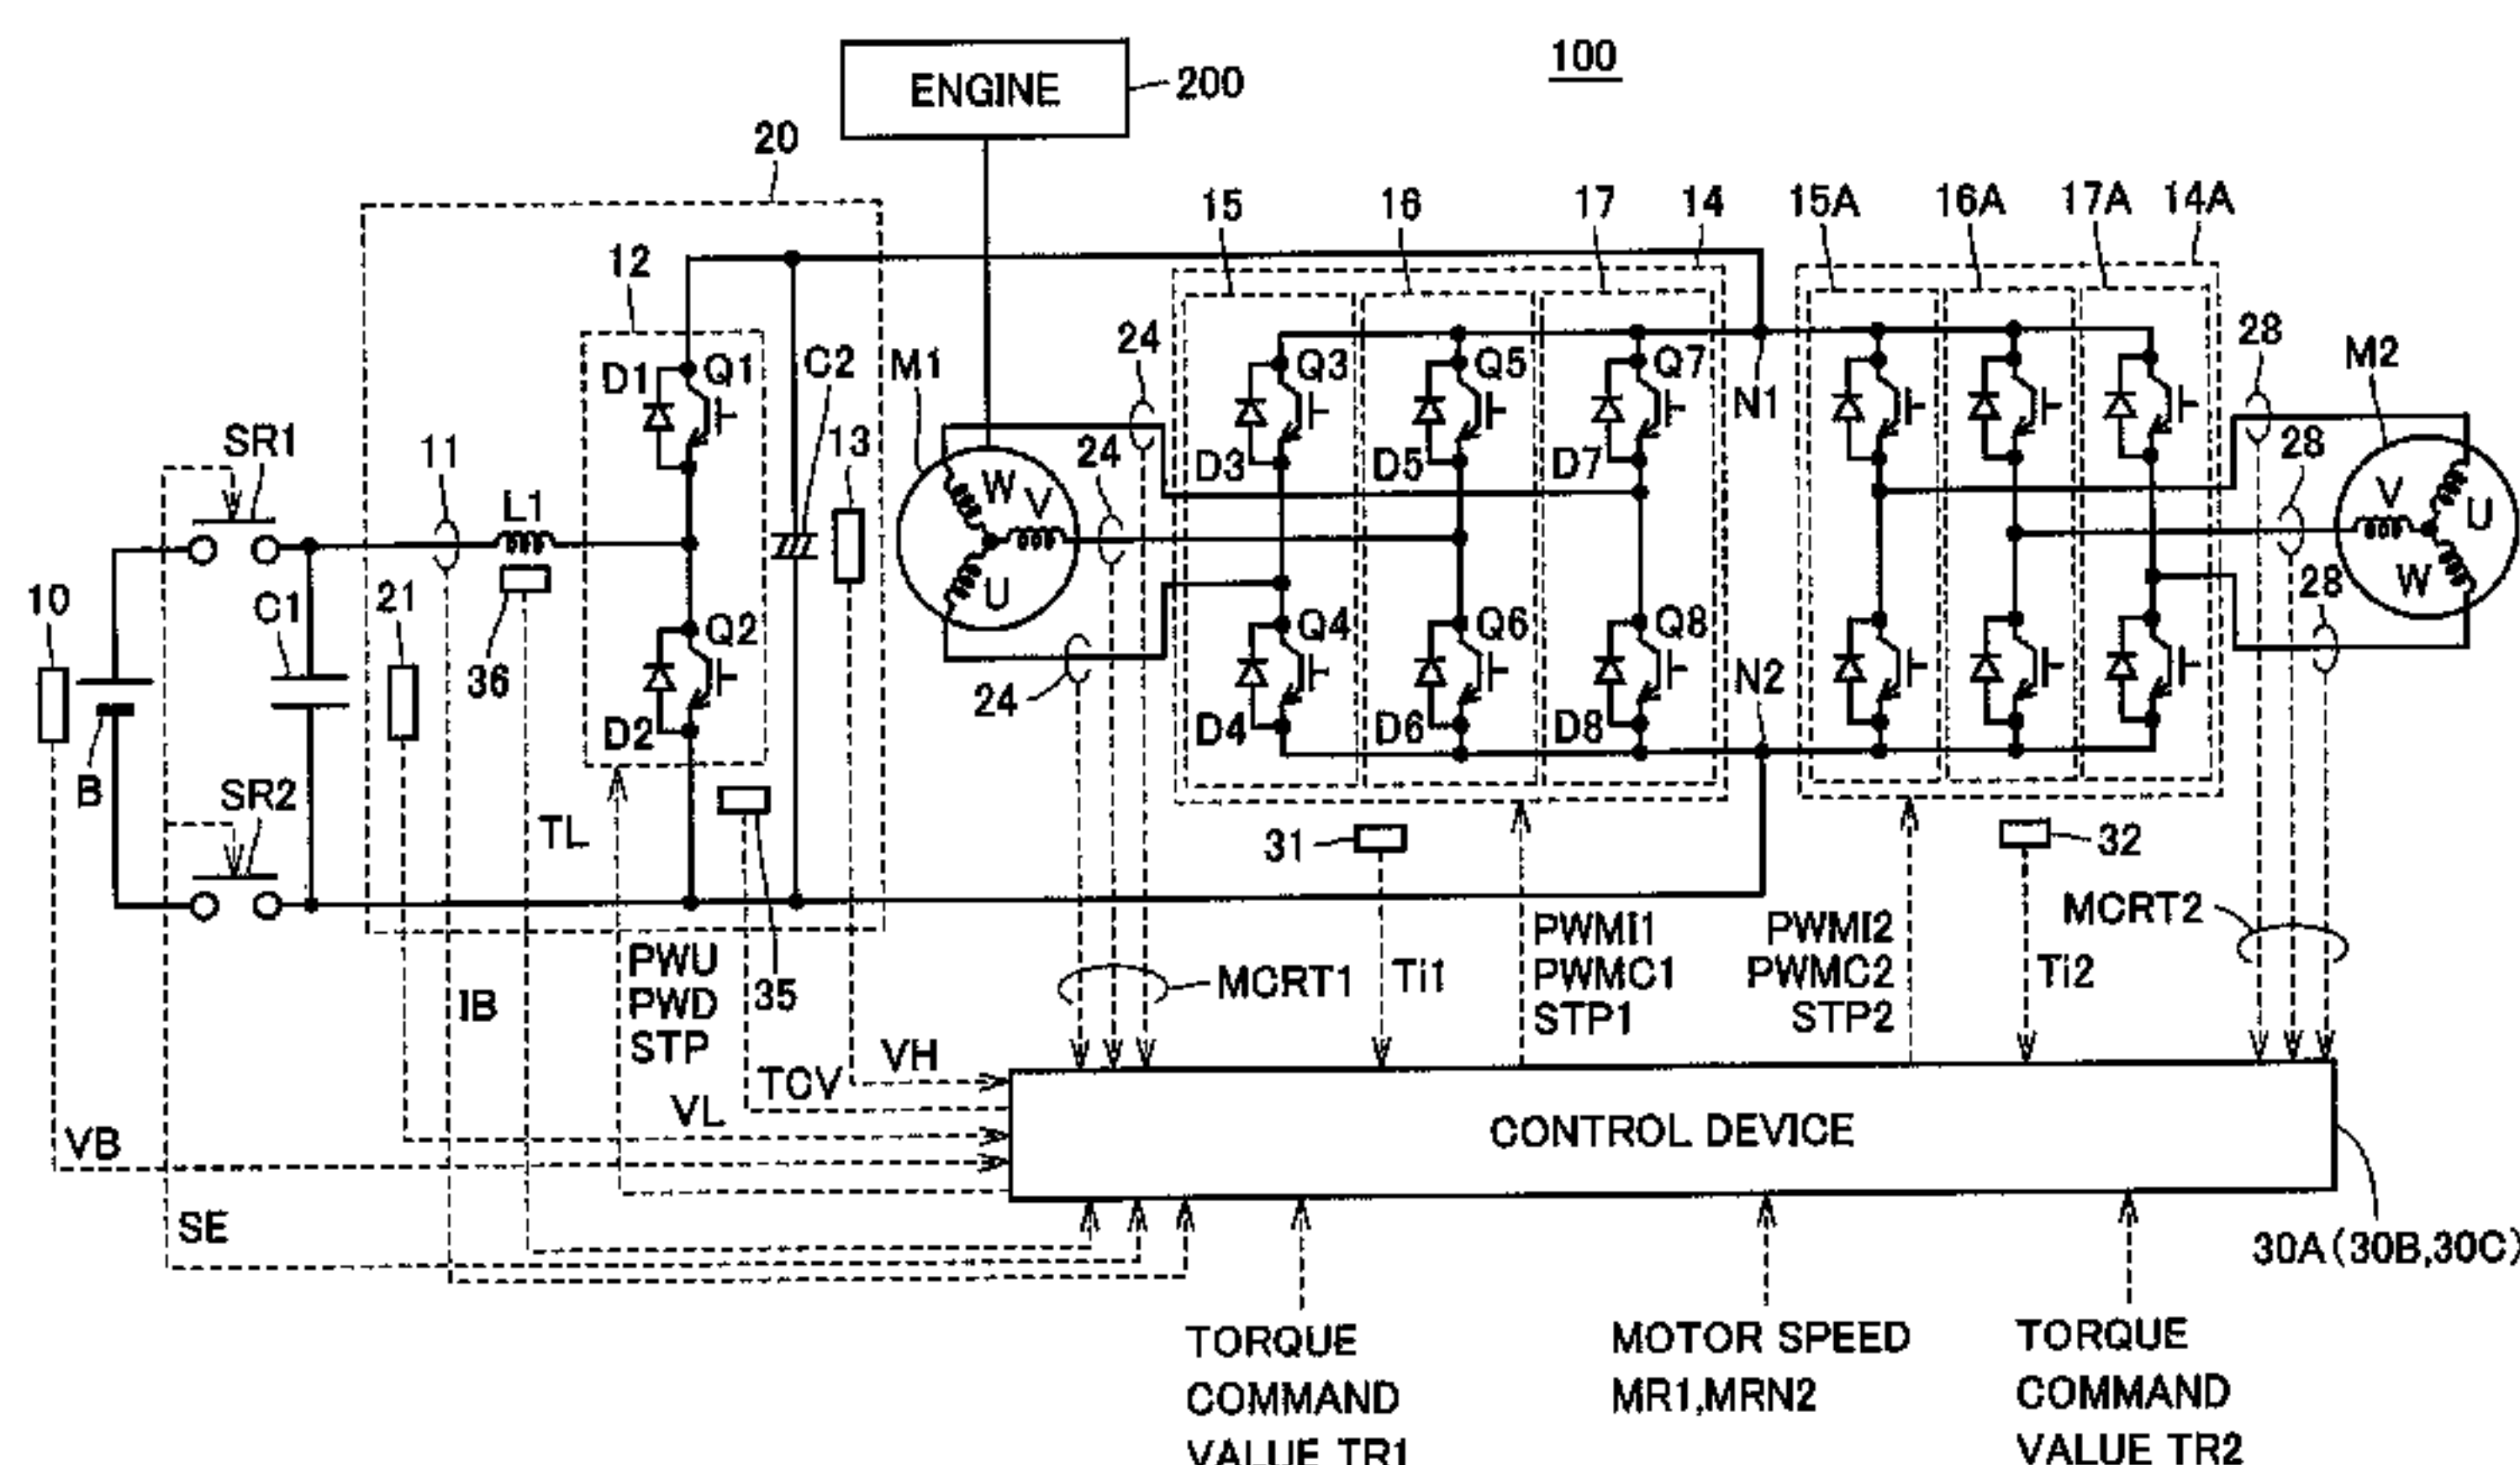 100
ENGINE
200
20
15
16
17
14
15A
16A
17A
14A
12
D1
Q1
C2
13
M1
24
Q3
Q5
Q7
N1
28
M2
SR1
11
L1
W
V
U
24
D3
D5
D7
28
V
U
W
10
C1
21
36
Q2
Q4
Q6
Q8
N2
28
B
SR2
D2
24
D4
D6
D8
TL
31
32
PWU
PWD
STP
35
IB
MCRT1
Ti1
PWMI1
PWMC1
STP1
PWMI2
PWMC2
STP2
Ti2
MCRT2
VH
TCV
VL
VB
CONTROL DEVICE
SE
30A(30B,30C)
TORQUE
COMMAND
VALUE TR1
MOTOR SPEED
MR1,MRN2
TORQUE
COMMAND
VALUE TR2